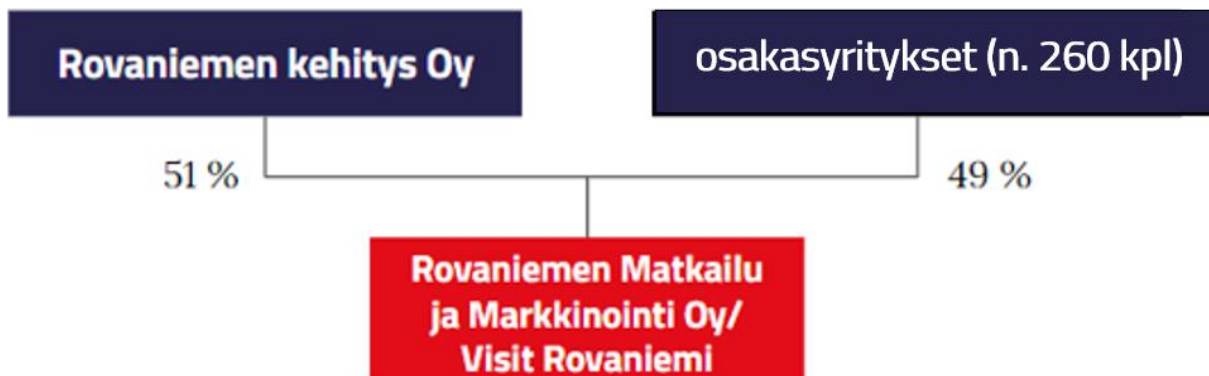 Rovaniemen kehitys Oy
osakasyritykset (n. 260 kpl)
51 %
49 %
Rovaniemen Matkailu
ja Markkinointi Oy/
Visit Rovaniemi